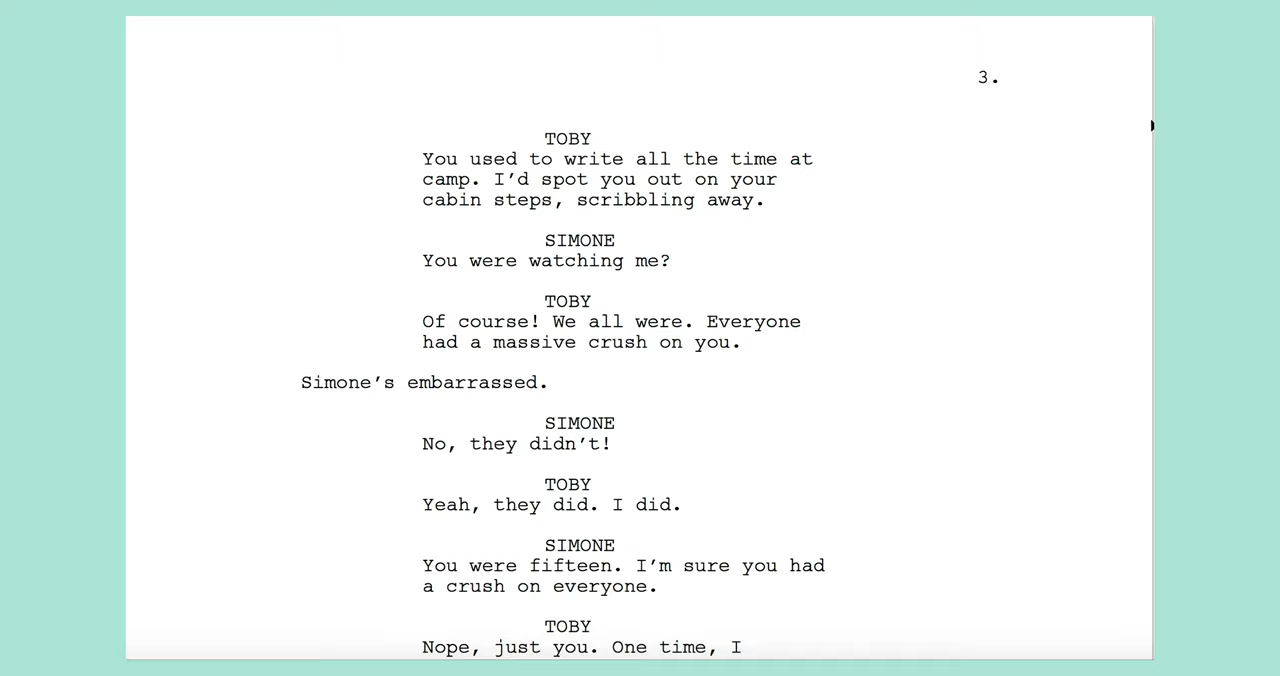 3.
TOBY
You used to write all the time at
camp. I’d spot you out on your
cabin steps, scribbling away.
SIMONE
You were watching me?
TOBY
Of course! We all were. Everyone
had a massive crush on you.
Simone’s embarrassed.
SIMONE
No, they didn’t!
TOBY
Yeah, they did. I did.
SIMONE
You were fifteen. I’m sure you had
a crush on everyone.
TOBY
Nope, just you. One time, I